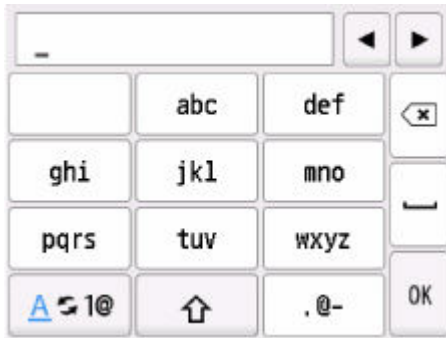 _
abc def
ghi jkl mno
pqrs tuv wxyz
A 1@ .@- OK